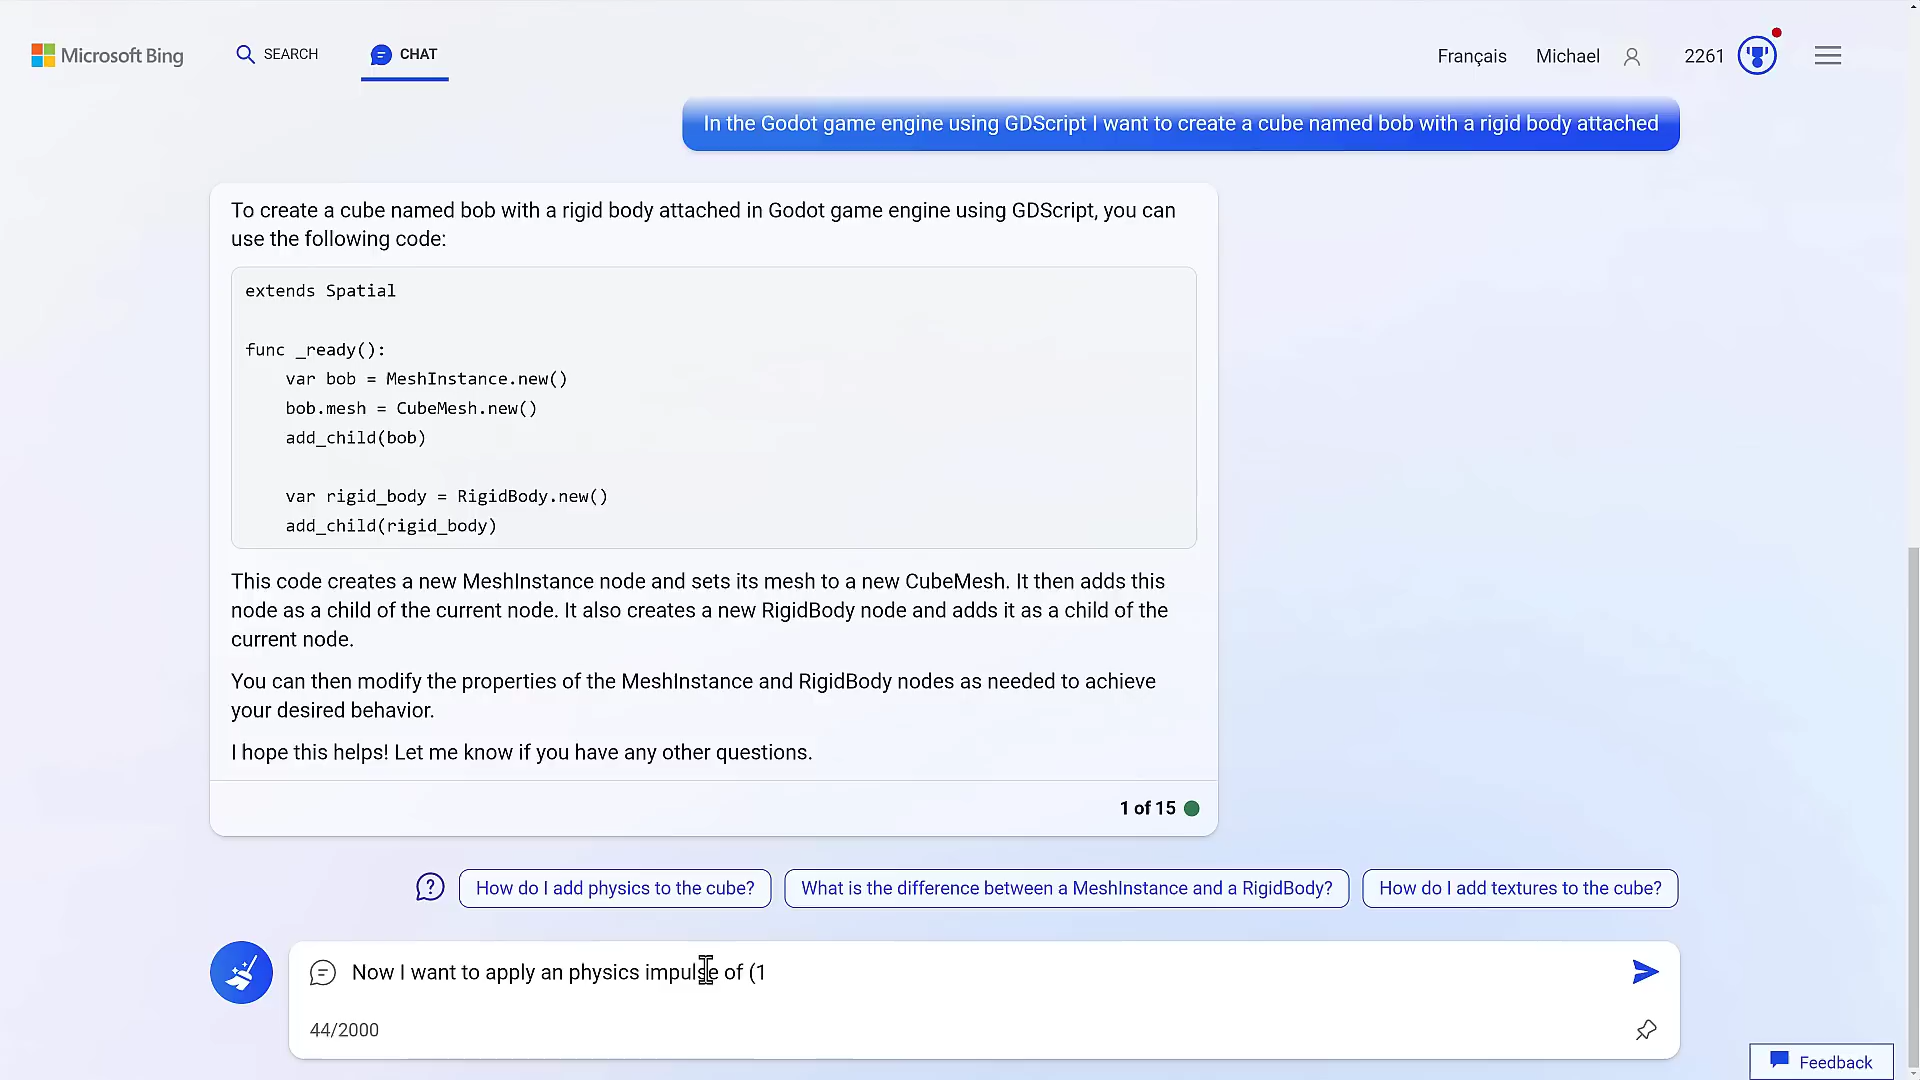 Microsoft Bing
SEARCH
CHAT
Français
Michael
2261
In the Godot game engine using GDScript I want to create a cube named bob with a rigid body attached
To create a cube named bob with a rigid body attached in Godot game engine using GDScript, you can
use the following code:
extends Spatial
func _ready():
    var bob = MeshInstance.new()
    bob.mesh = CubeMesh.new()
    add_child(bob)
    var rigid_body = RigidBody.new()
    add_child(rigid_body)
This code creates a new MeshInstance node and sets its mesh to a new CubeMesh. It then adds this
node as a child of the current node. It also creates a new RigidBody node and adds it as a child of the
current node.
You can then modify the properties of the MeshInstance and RigidBody nodes as needed to achieve
your desired behavior.
I hope this helps! Let me know if you have any other questions.
1 of 15
How do I add physics to the cube?
What is the difference between a MeshInstance and a RigidBody?
How do I add textures to the cube?
Now I want to apply an physics impulse of (1
44/2000
Feedback